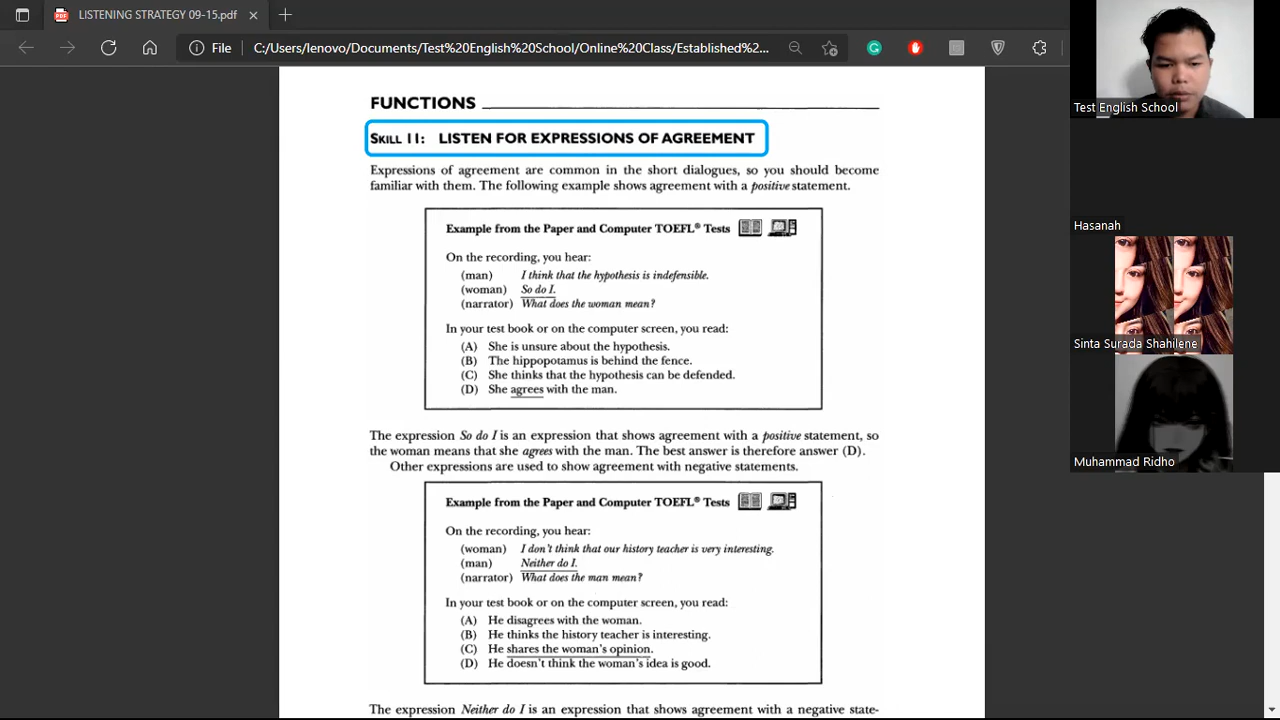 LISTENING STRATEGY 09-15.pdf
File C:/Users/lenovo/Documents/Test%20English%20School/Online%20Class/Established%2...
FUNCTIONS
SKILL 11: LISTEN FOR EXPRESSIONS OF AGREEMENT
Expressions of agreement are common in the short dialogues, so you should become
familiar with them. The following example shows agreement with a positive statement.
Example from the Paper and Computer TOEFL® Tests
On the recording, you hear:
(man) I think that the hypothesis is indefensible.
(woman) So do I.
(narrator) What does the woman mean?
In your test book or on the computer screen, you read:
(A) She is unsure about the hypothesis.
(B) The hippopotamus is behind the fence.
(C) She thinks that the hypothesis can be defended.
(D) She agrees with the man.
The expression So do I is an expression that shows agreement with a positive statement, so
the woman means that she agrees with the man. The best answer is therefore answer (D).
Other expressions are used to show agreement with negative statements.
Example from the Paper and Computer TOEFL® Tests
On the recording, you hear:
(woman) I don't think that our history teacher is very interesting.
(man) Neither do I.
(narrator) What does the man mean?
In your test book or on the computer screen, you read:
(A) He disagrees with the woman.
(B) He thinks the history teacher is interesting.
(C) He shares the woman's opinion.
(D) He doesn't think the woman's idea is good.
The expression Neither do I is an expression that shows agreement with a negative state-
Test English School
Hasanah
Sinta Surada Shahilene
Muhammad Ridho